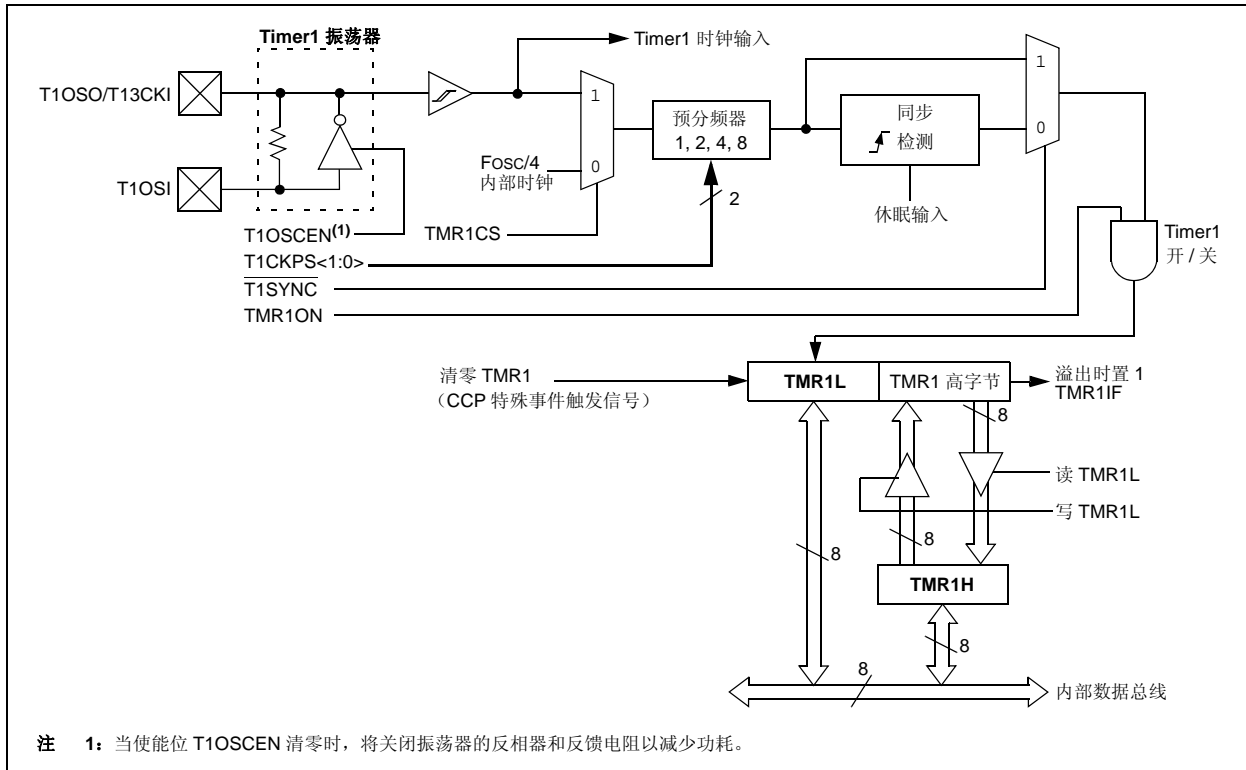 Timer1 振荡器
Timer1 时钟输入
T1OSO/T13CKI
T1OSI
1
0
FOSC/4
内部时钟
预分频器
1, 2, 4, 8
2
同步
检测
休眠输入
1
0
T1OSCEN(1)
TMR1CS
T1CKPS<1:0>
T1SYNC
TMR1ON
Timer1
开 / 关
清零 TMR1
（CCP 特殊事件触发信号）
TMR1L
TMR1 高字节
溢出时置 1
TMR1IF
8
读 TMR1L
写 TMR1L
8
8
TMR1H
8
8
内部数据总线
注 1: 当使能位 T1OSCEN 清零时，将关闭振荡器的反相器和反馈电阻以减少功耗。